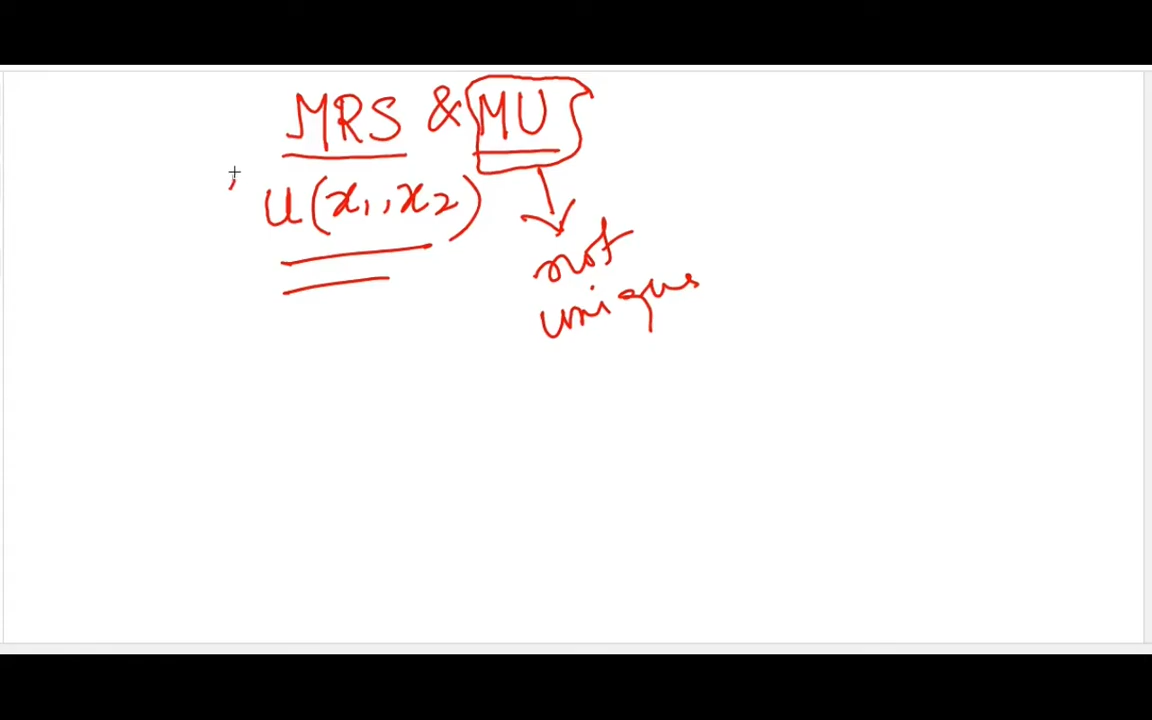 MRS & MU
U(x₁, x₂)
not
unique